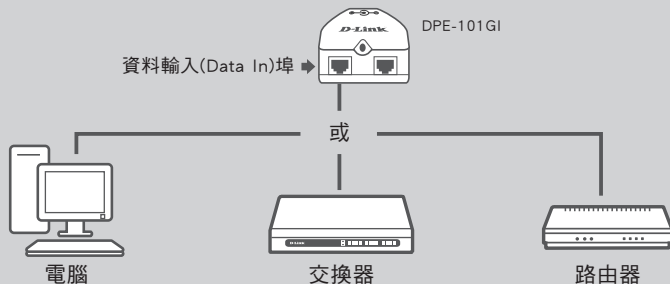 D-Link
DPE-101GI
資料輸入(Data In)埠
或
D-Link
電腦
交換器
路由器